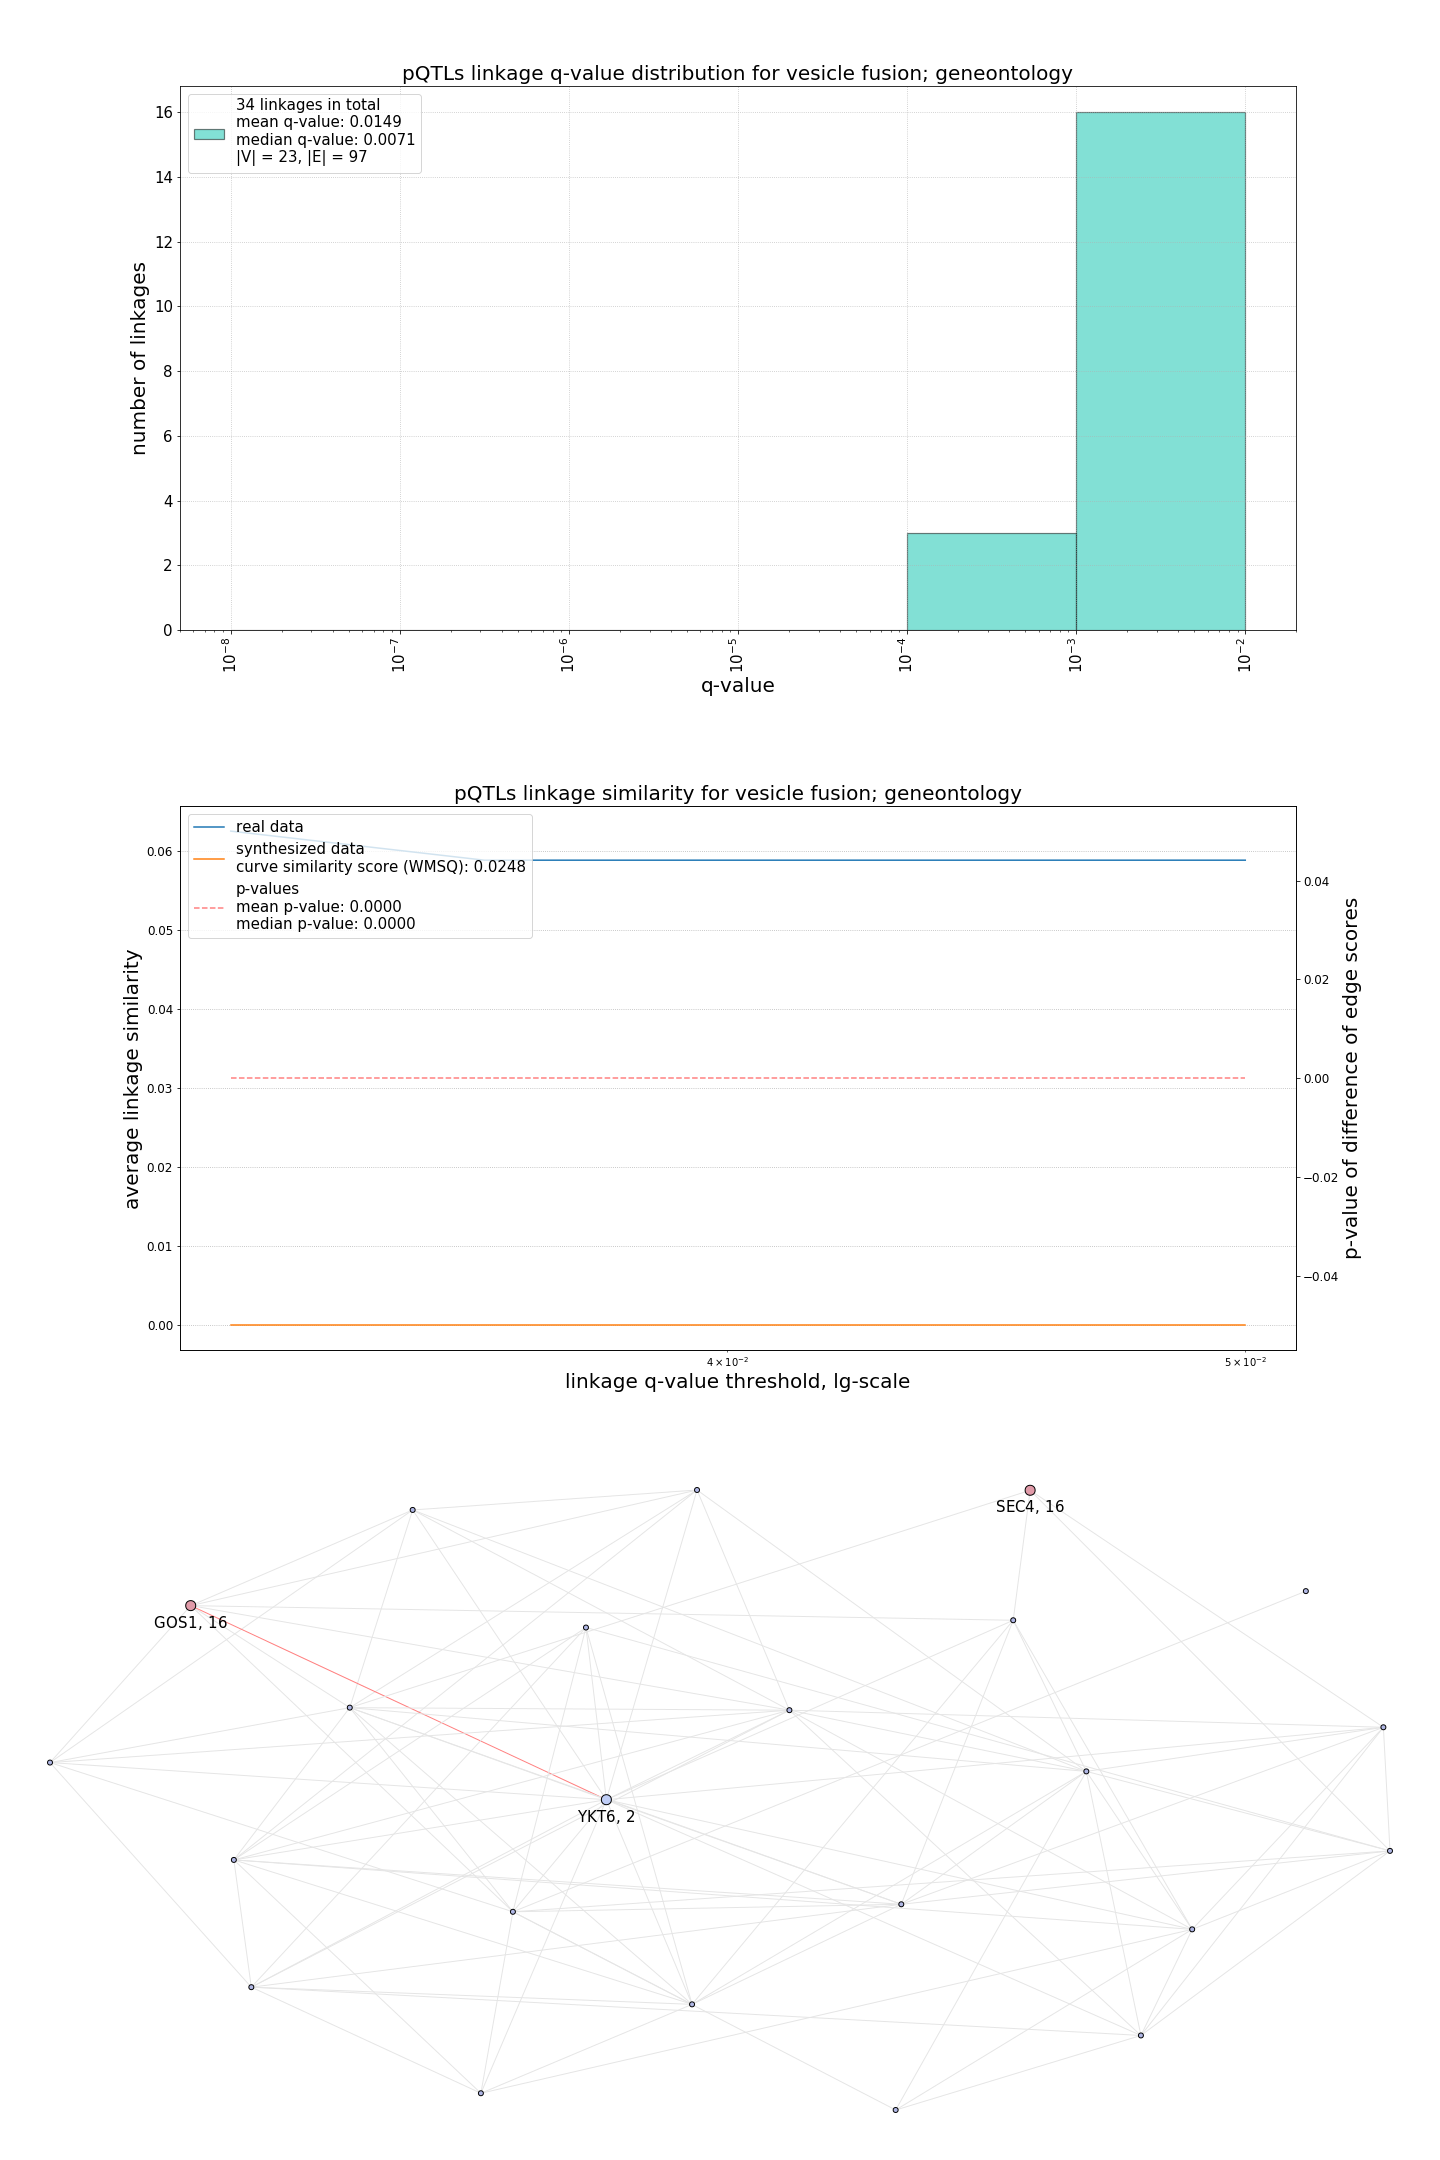 pQTLs linkage q-value distribution for vesicle fusion; geneontology
34 linkages in total
mean q-value: 0.0149
median q-value: 0.0071
|V| = 23, |E| = 97
number of linkages
16
14
12
10
8
6
4
2
0
10⁻⁸
10⁻⁷
10⁻⁶
10⁻⁵
10⁻⁴
10⁻³
10⁻²
q-value
pQTLs linkage similarity for vesicle fusion; geneontology
real data
synthesized data
curve similarity score (WMSQ): 0.0248
p-values
mean p-value: 0.0000
median p-value: 0.0000
average linkage similarity
0.06
0.05
0.04
0.03
0.02
0.01
0.00
0.04
0.02
0.00
−0.02
−0.04
p-value of difference of edge scores
4 × 10⁻²
5 × 10⁻²
linkage q-value threshold, lg-scale
SEC4, 16
GOS1, 16
YKT6, 2